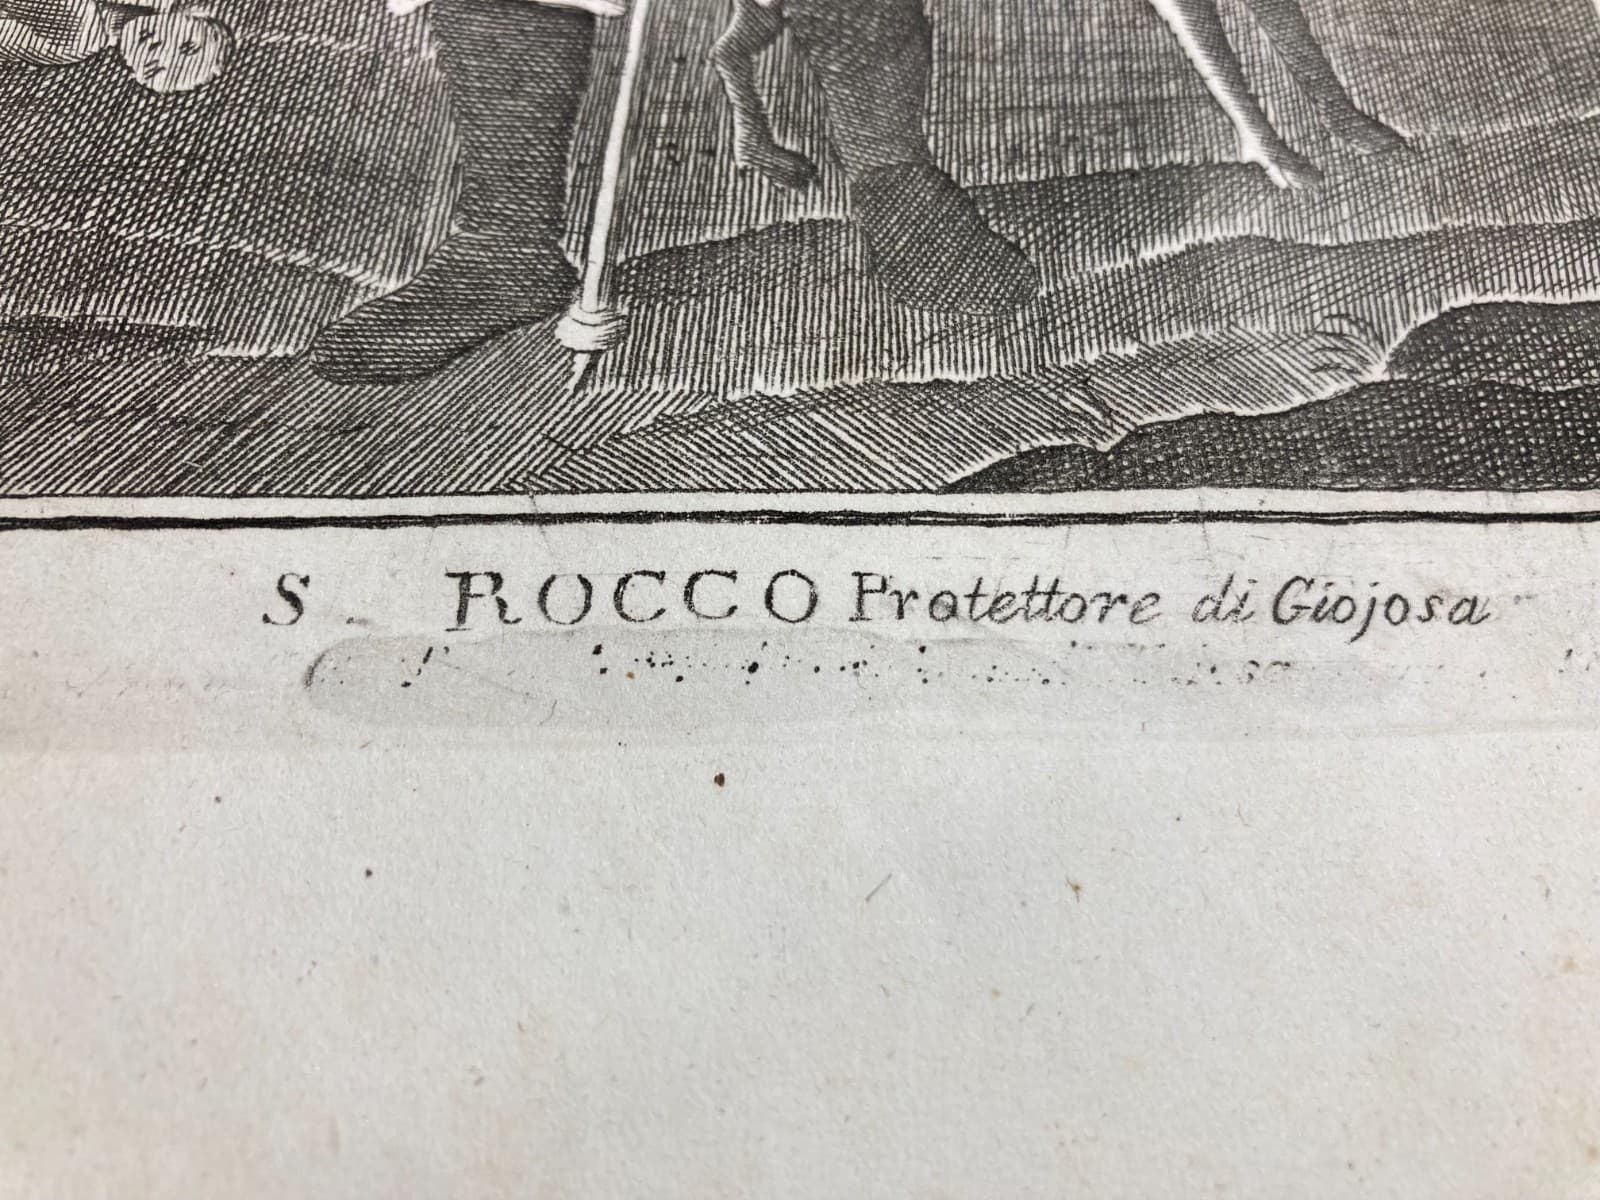 S. ROCCO Protettore di Giojosa